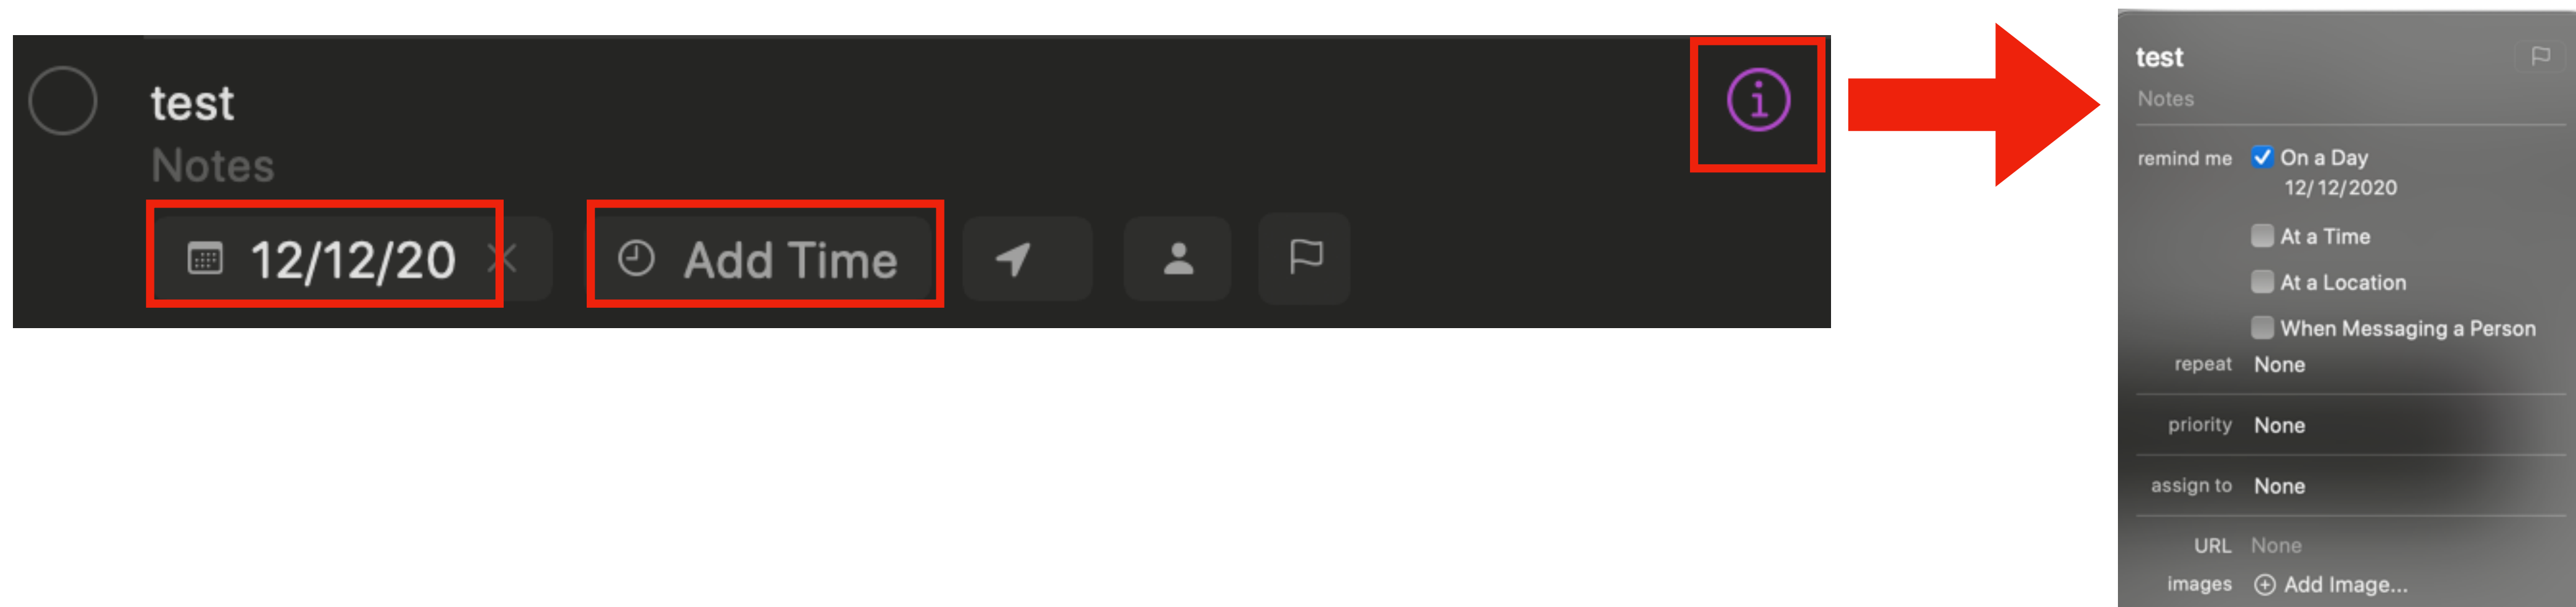 test
Notes
12/12/20
Add Time
test
Notes
remind me On a Day
12/12/2020
At a Time
At a Location
When Messaging a Person
repeat None
priority None
assign to None
URL None
images Add Image...